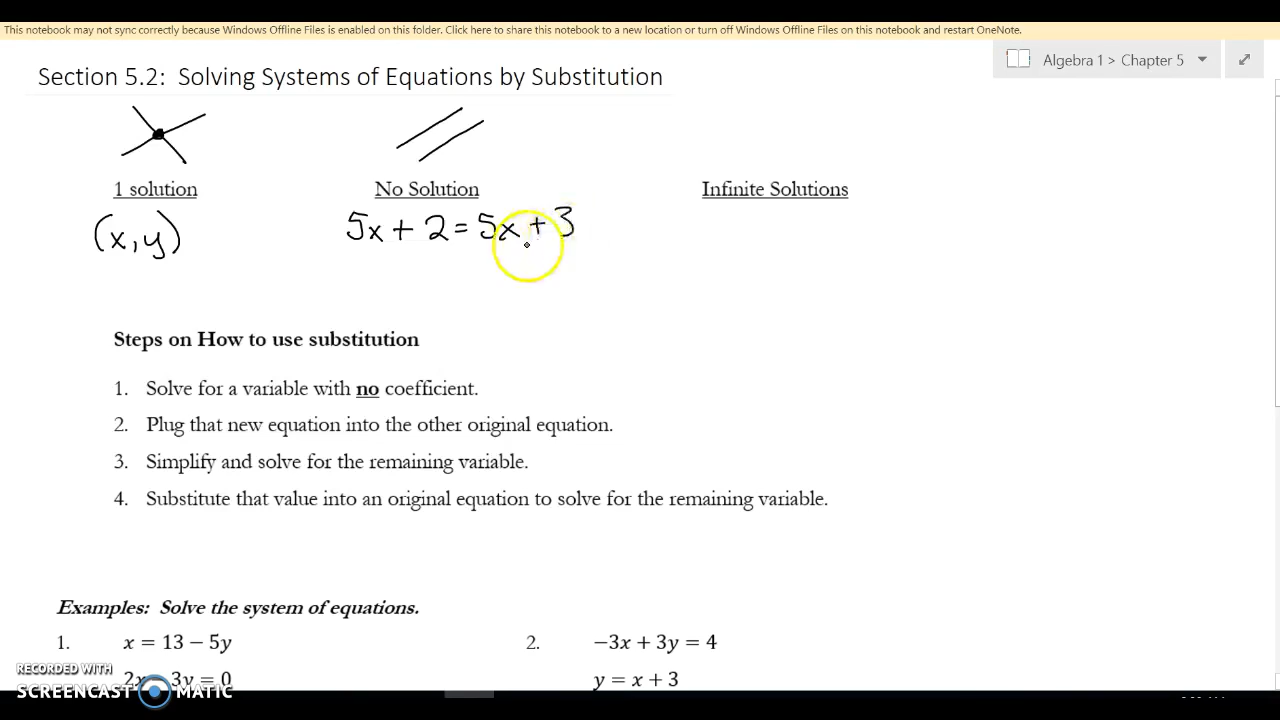 This notebook may not sync correctly because Windows Offline Files is enabled on this folder. Click here to share this notebook to a new location or turn off Windows Offline Files on this notebook and restart OneNote.
Algebra 1 > Chapter 5
Section 5.2: Solving Systems of Equations by Substitution
1 solution
No Solution
Infinite Solutions
(x,y)
5x + 2 = 5x + 3
Steps on How to use substitution
1. Solve for a variable with no coefficient.
2. Plug that new equation into the other original equation.
3. Simplify and solve for the remaining variable.
4. Substitute that value into an original equation to solve for the remaining variable.
Examples: Solve the system of equations.
1. x = 13 − 5y
2. −3x + 3y = 4
2x 3y = 0
y = x + 3
RECORDED WITH
SCREENCAST MATIC